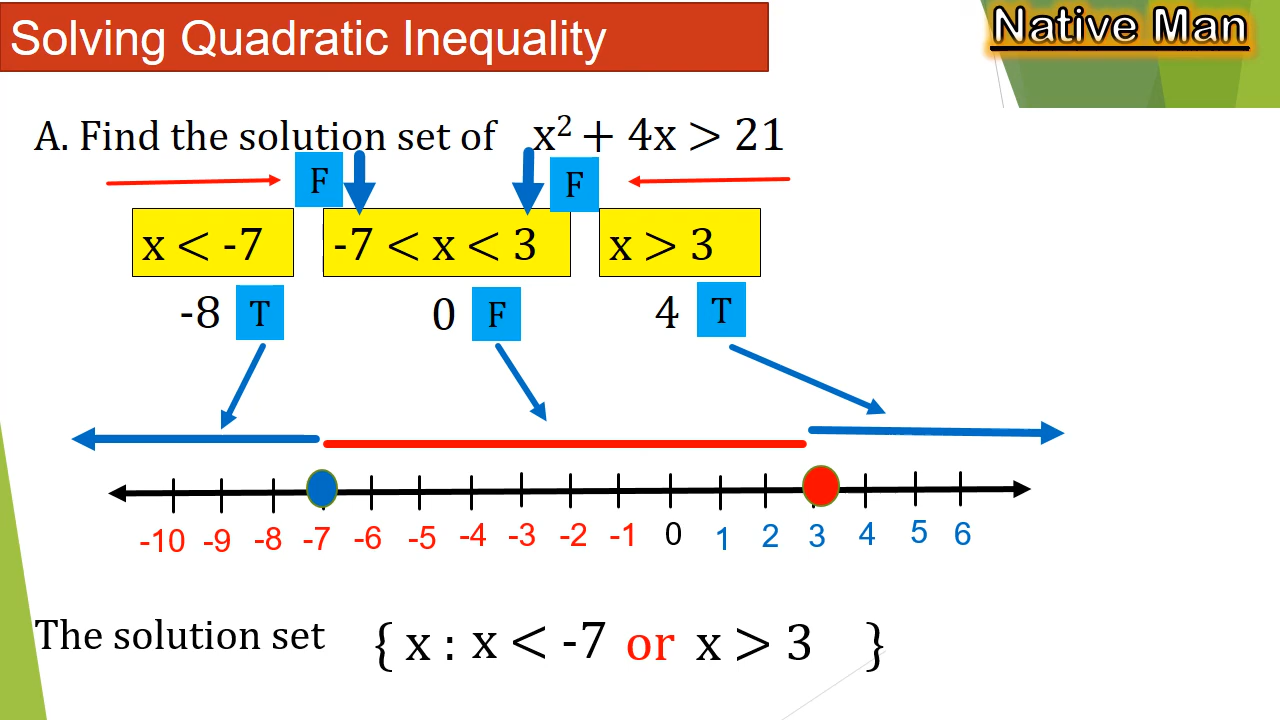 Solving Quadratic Inequality
Native Man
A. Find the solution set of x² + 4x > 21
F F
x < -7 -7 < x < 3 x > 3
-8 T 0 F 4 T
-10 -9 -8 -7 -6 -5 -4 -3 -2 -1 0 1 2 3 4 5 6
The solution set { x : x < -7 or x > 3 }